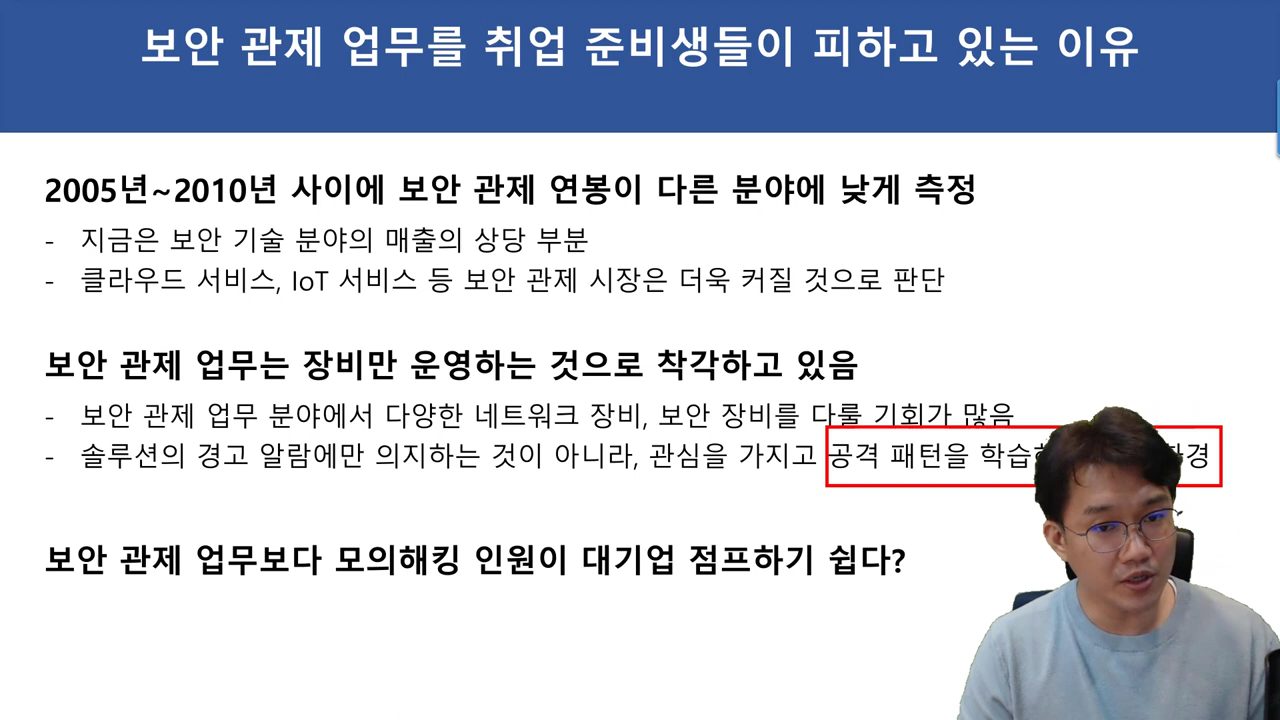 보안 관제 업무를 취업 준비생들이 피하고 있는 이유
2005년~2010년 사이에 보안 관제 연봉이 다른 분야에 낮게 측정
- 지금은 보안 기술 분야의 매출의 상당 부분
- 클라우드 서비스, IoT 서비스 등 보안 관제 시장은 더욱 커질 것으로 판단
보안 관제 업무는 장비만 운영하는 것으로 착각하고 있음
- 보안 관제 업무 분야에서 다양한 네트워크 장비, 보안 장비를 다룰 기회가 많음
- 솔루션의 경고 알람에만 의지하는 것이 아니라, 관심을 가지고 공격 패턴을
보안 관제 업무보다 모의해킹 인원이 대기업 점프하기 쉽다?